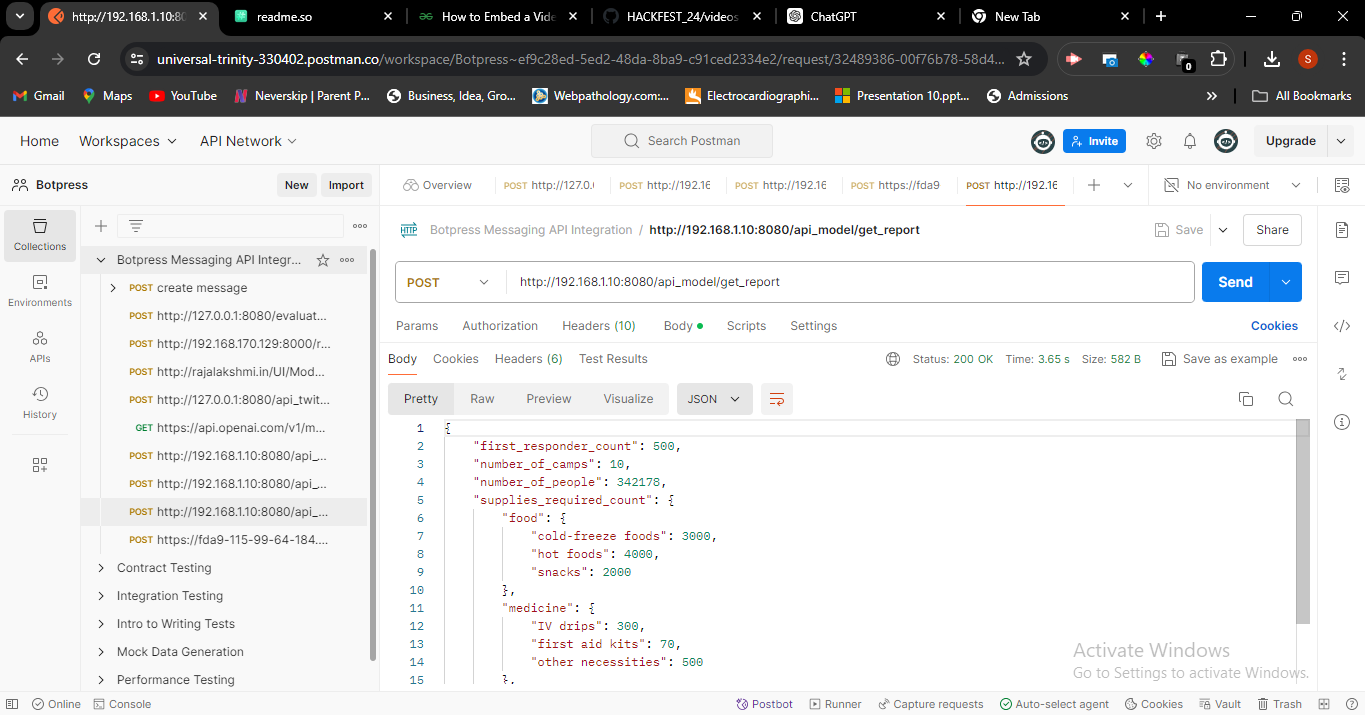 http://192.168.1.10:80
readme.so
How to Embed a Vide
HACKFEST_24/videos
ChatGPT
New Tab
universal-trinity-330402.postman.co/workspace/Botpress~ef9c28ed-5ed2-48da-8ba9-c91ced2334e2/request/32489386-00f76b78-58d4...
0
S
Gmail
Maps
YouTube
Neverskip | Parent P...
Business, Idea, Gro...
Webpathology.com:...
Electrocardiographi...
Presentation 10.ppt...
Admissions
All Bookmarks
Home
Workspaces
API Network
Search Postman
Invite
Upgrade
Botpress
New
Import
Overview
POST http://127.0.
POST http://192.16
POST http://192.16
POST https://fda9
POST http://192.16
No environment
Collections
Environments
APIs
History
Botpress Messaging API Integr...
POST create message
POST http://127.0.0.1:8080/evaluat...
POST http://192.168.170.129:8000/r...
POST http://rajalakshmi.in/UI/Mod...
POST http://127.0.0.1:8080/api_twit...
GET https://api.openai.com/v1/m...
POST http://192.168.1.10:8080/api_...
POST http://192.168.1.10:8080/api_...
POST http://192.168.1.10:8080/api_...
POST https://fda9-115-99-64-184....
Contract Testing
Integration Testing
Intro to Writing Tests
Mock Data Generation
Performance Testing
HTTP
Botpress Messaging API Integration / http://192.168.1.10:8080/api_model/get_report
Save
Share
POST
http://192.168.1.10:8080/api_model/get_report
Send
Params
Authorization
Headers (10)
Body
Scripts
Settings
Cookies
Body
Cookies
Headers (6)
Test Results
Status: 200 OK
Time: 3.65 s
Size: 582 B
Save as example
Pretty
Raw
Preview
Visualize
JSON
1 {
2 "first_responder_count": 500,
3 "number_of_camps": 10,
4 "number_of_people": 342178,
5 "supplies_required_count": {
6 "food": {
7 "cold-freeze foods": 3000,
8 "hot foods": 4000,
9 "snacks": 2000
10 },
11 "medicine": {
12 "IV drips": 300,
13 "first aid kits": 70,
14 "other necessities": 500
15 },
Activate Windows
Go to Settings to activate Windows.
Online
Console
Postbot
Runner
Capture requests
Auto-select agent
Cookies
Vault
Trash